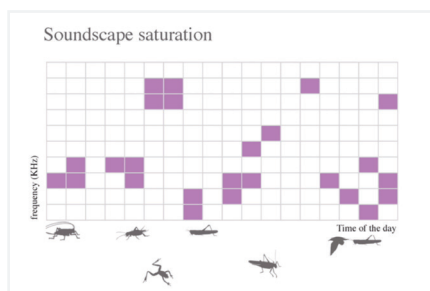 Soundscape saturation
frequency (KHz)
Time of the day